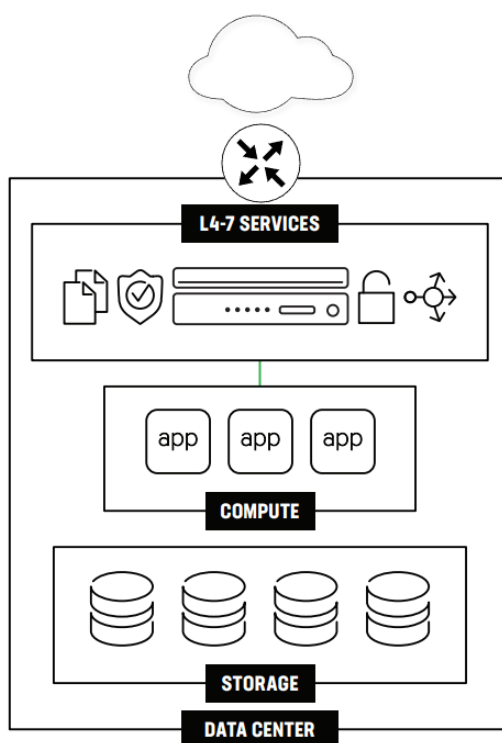 L4-7 SERVICES
app app app
COMPUTE
STORAGE
DATA CENTER